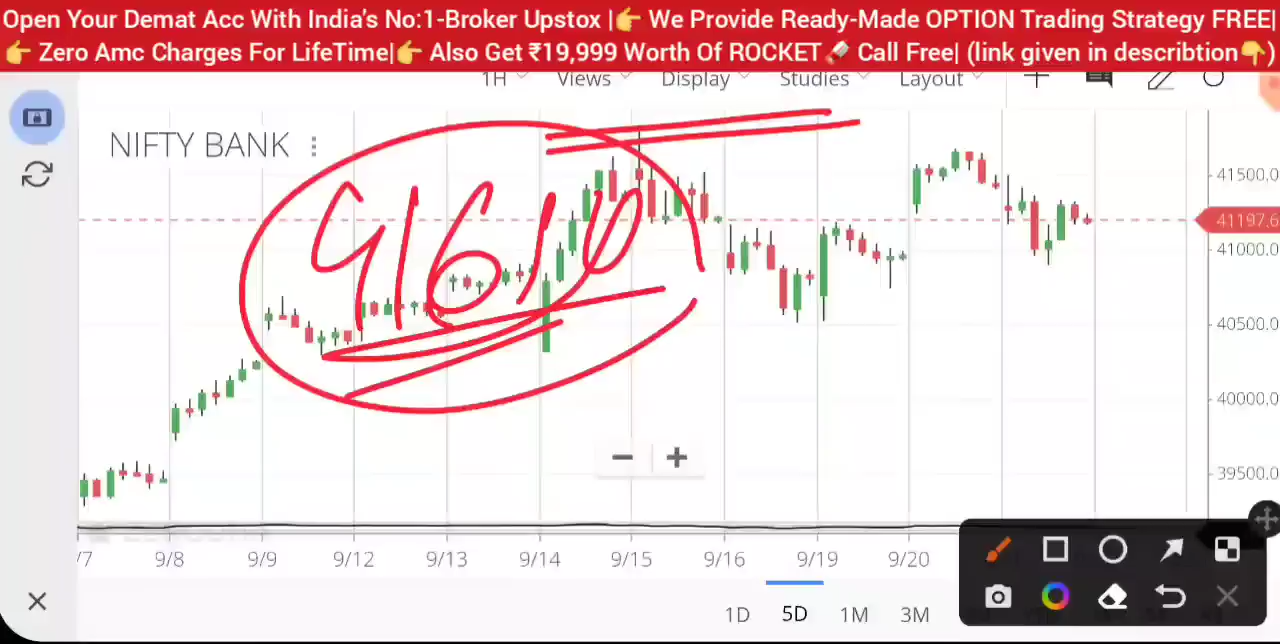 Open Your Demat Acc With India's No:1-Broker Upstox |👉 We Provide Ready-Made OPTION Trading Strategy FREE|
👉 Zero Amc Charges For LifeTime|👉 Also Get ₹19,999 Worth Of ROCKET🚀 Call Free| (link given in describtion👇)
1H Views Display Studies Layout
NIFTY BANK
41610
41500.0
41197.6
41000.0
40500.0
40000.0
39500.0
/7 9/8 9/9 9/12 9/13 9/14 9/15 9/16 9/19 9/20
1D 5D 1M 3M